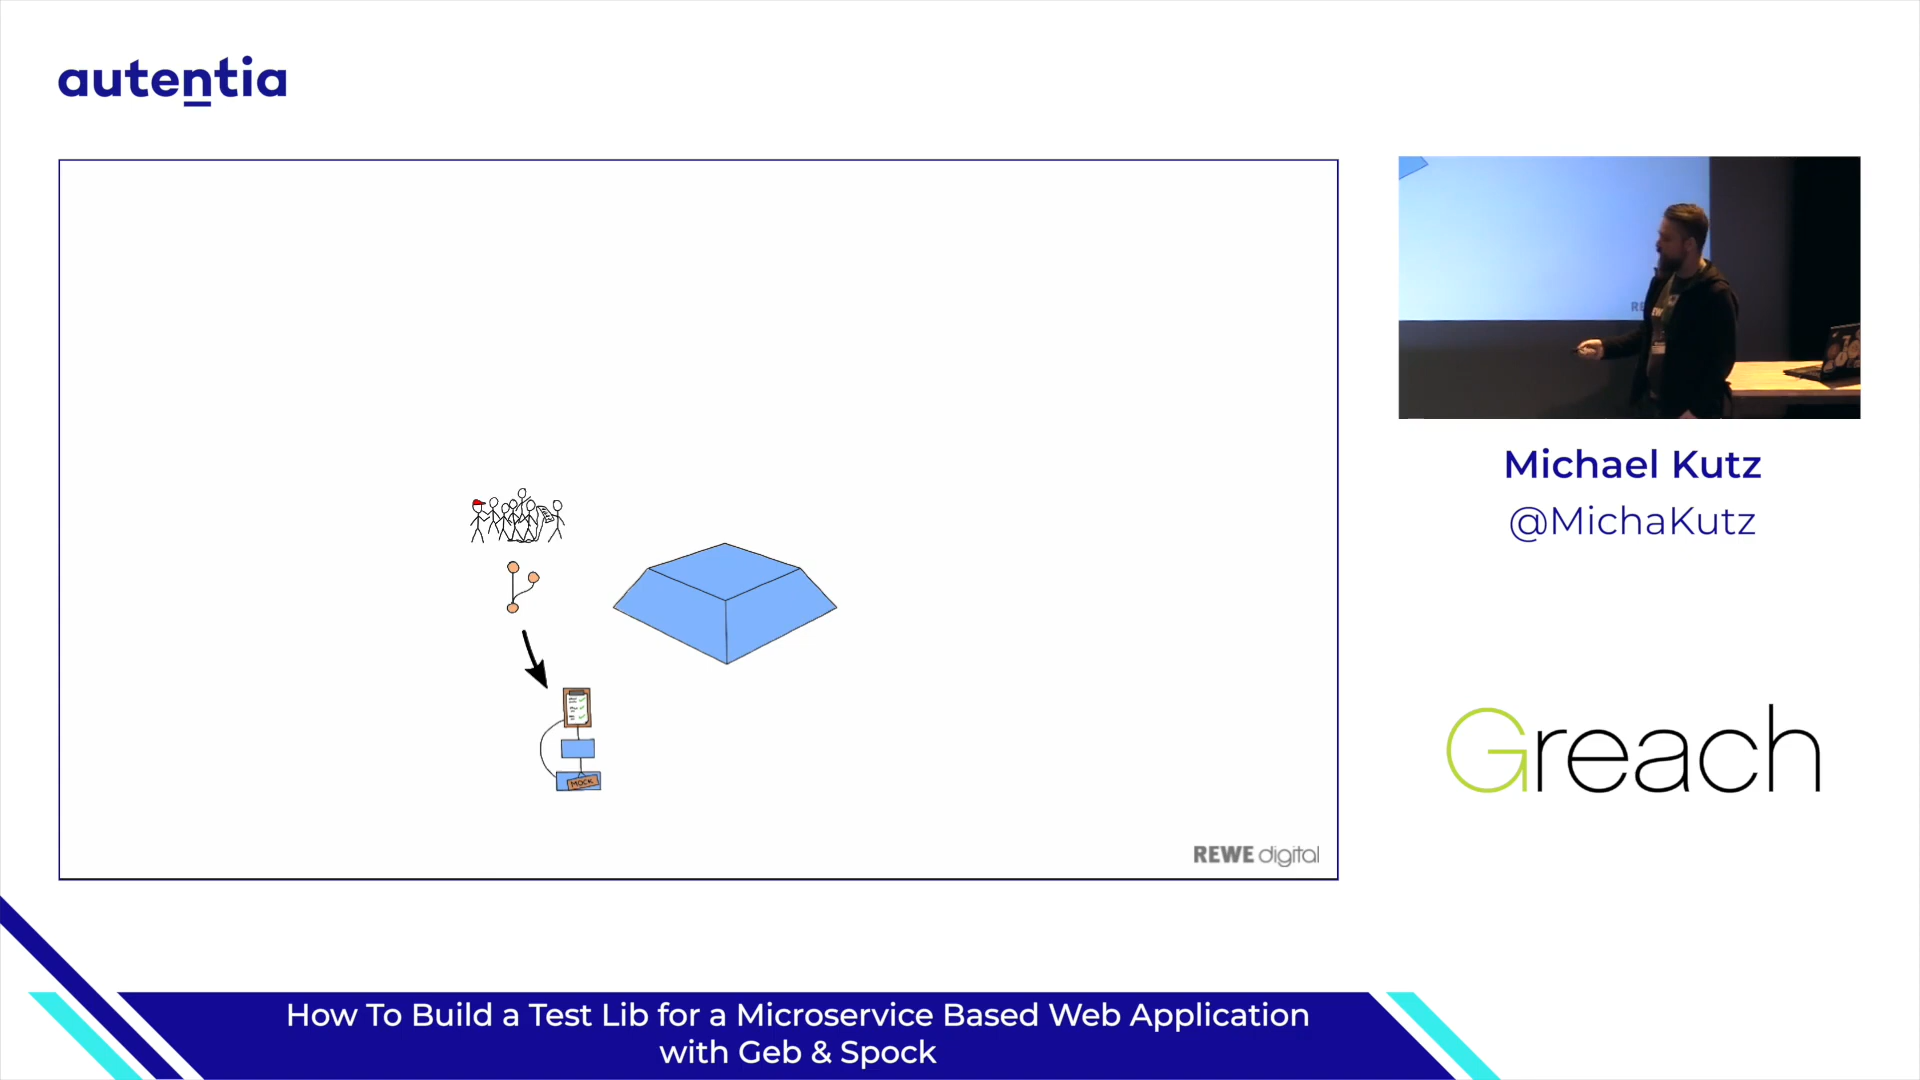 autentia
MOCK
REWE digital
Michael Kutz
@MichaKutz
Greach
How To Build a Test Lib for a Microservice Based Web Application
with Geb & Spock